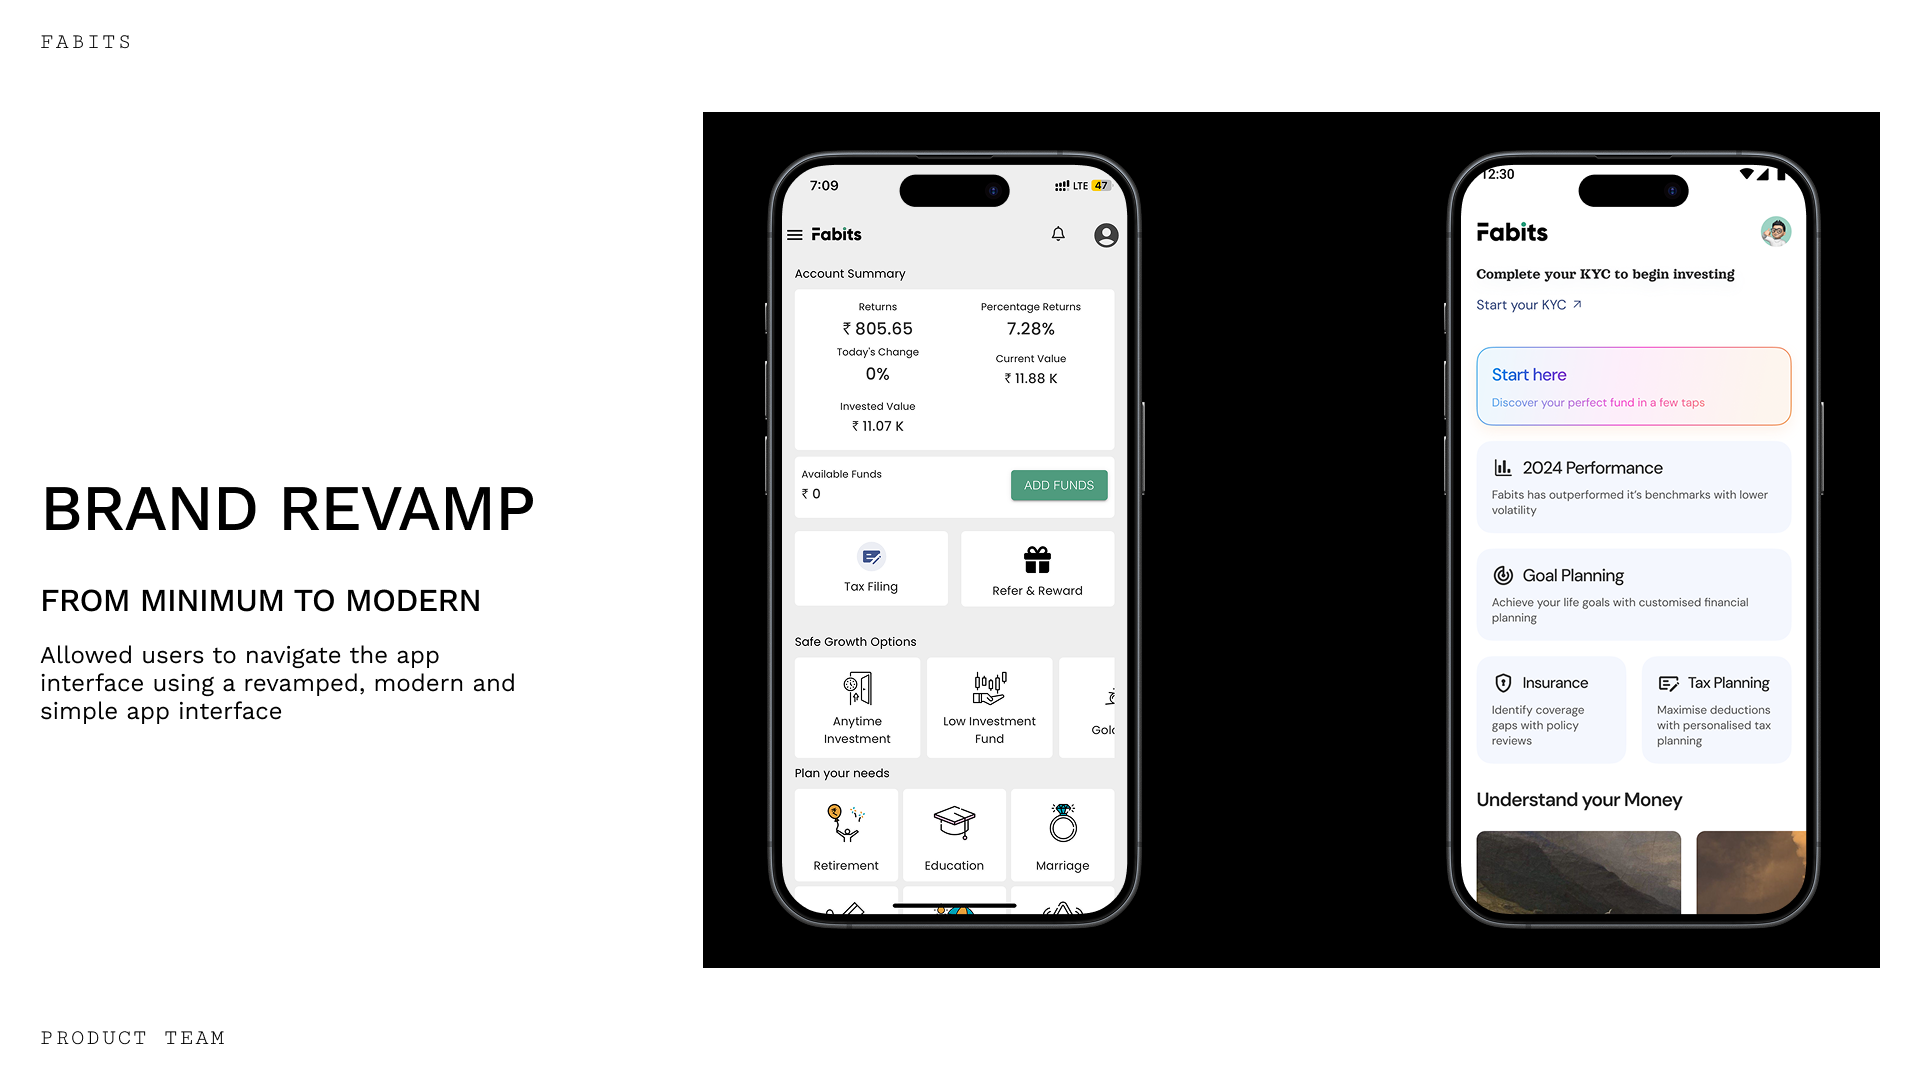 FABITS
BRAND REVAMP
FROM MINIMUM TO MODERN
Allowed users to navigate the app
interface using a revamped, modern and
simple app interface
7:09
LTE 47
Fabits
Account Summary
Returns
₹ 805.65
Percentage Returns
7.28%
Today's Change
0%
Current Value
₹ 11.88 K
Invested Value
₹ 11.07 K
Available Funds
₹ 0
ADD FUNDS
Tax Filing
Refer & Reward
Safe Growth Options
Anytime
Investment
Low Investment
Fund
Plan your needs
Retirement
Education
Marriage
12:30
Fabits
Complete your KYC to begin investing
Start your KYC
Start here
Discover your perfect fund in a few taps
2024 Performance
Fabits has outperformed it's benchmarks with lower
volatility
Goal Planning
Achieve your life goals with customised financial
planning
Insurance
Identify coverage
gaps with policy
reviews
Tax Planning
Maximise deductions
with personalised tax
planning
Understand your Money
PRODUCT TEAM